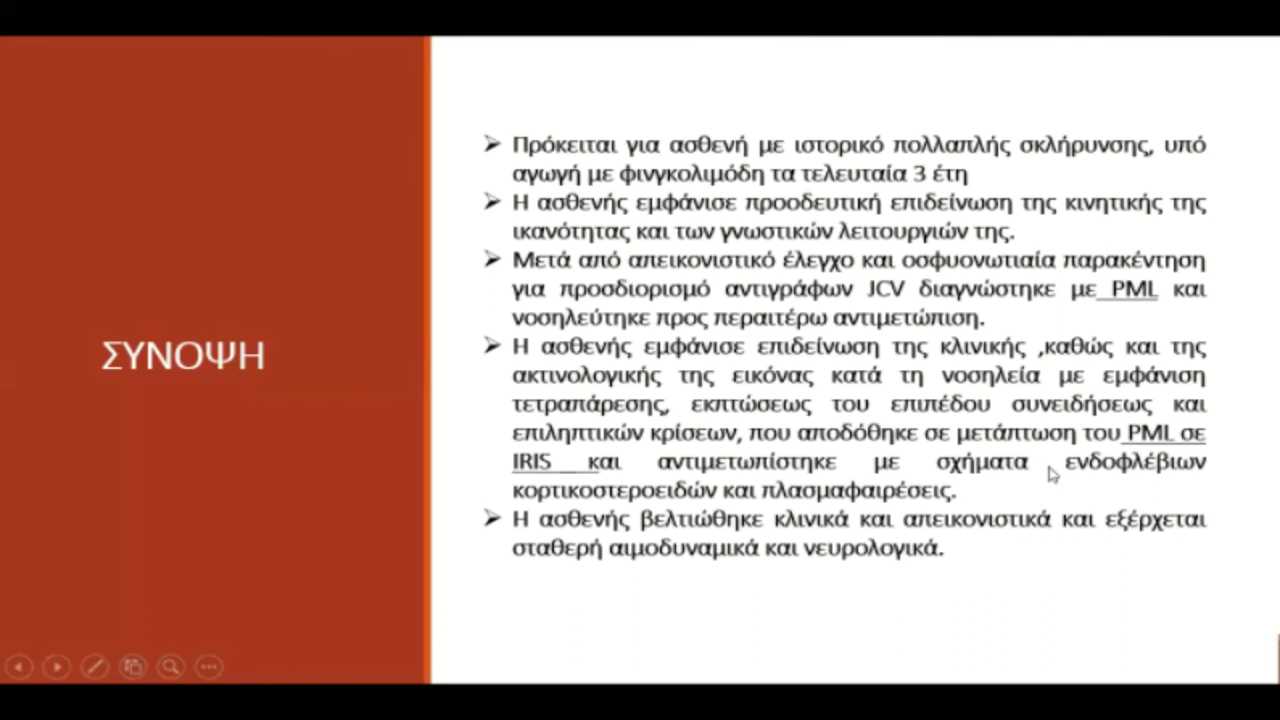 ΣΥΝΟΨΗ
➢ Πρόκειται για ασθενή με ιστορικό πολλαπλής σκλήρυνσης, υπό
αγωγή με φινγκολιμόδη τα τελευταία 3 έτη
➢ Η ασθενής εμφάνισε προοδευτική επιδείνωση της κινητικής της
ικανότητας και των γνωστικών λειτουργιών της.
➢ Μετά από απεικονιστικό έλεγχο και οσφυονωτιαία παρακέντηση
για προσδιορισμό αντιγράφων JCV διαγνώστηκε με PML και
νοσηλεύτηκε προς περαιτέρω αντιμετώπιση.
➢ Η ασθενής εμφάνισε επιδείνωση της κλινικής ,καθώς και της
ακτινολογικής της εικόνας κατά τη νοσηλεία με εμφάνιση
τετραπάρεσης, εκπτώσεως του επιπέδου συνειδήσεως και
επιληπτικών κρίσεων, που αποδόθηκε σε μετάπτωση του PML σε
IRIS και αντιμετωπίστηκε με σχήματα ενδοφλέβιων
κορτικοστεροειδών και πλασμαφαιρέσεις.
➢ Η ασθενής βελτιώθηκε κλινικά και απεικονιστικά και εξέρχεται
σταθερή αιμοδυναμικά και νευρολογικά.